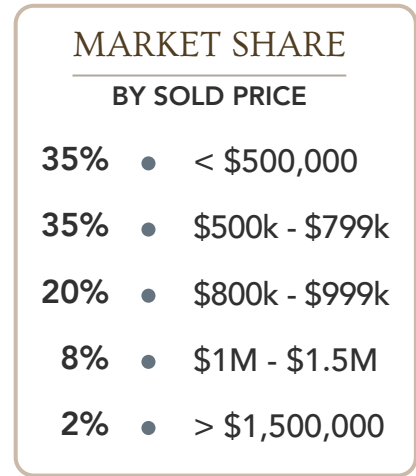 MARKET SHARE
BY SOLD PRICE
35% • < $500,000
35% • $500k - $799k
20% • $800k - $999k
8% • $1M - $1.5M
2% • > $1,500,000